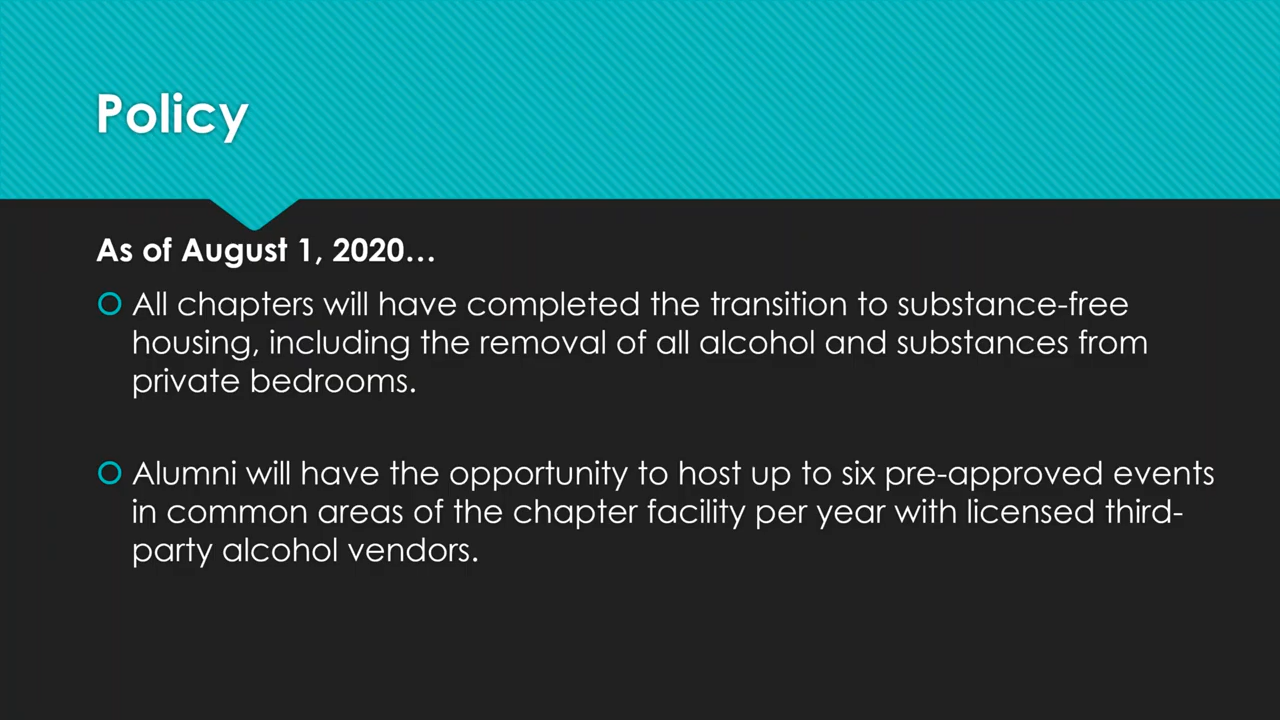 Policy
As of August 1, 2020…
All chapters will have completed the transition to substance-free
housing, including the removal of all alcohol and substances from
private bedrooms.
Alumni will have the opportunity to host up to six pre-approved events
in common areas of the chapter facility per year with licensed third-
party alcohol vendors.